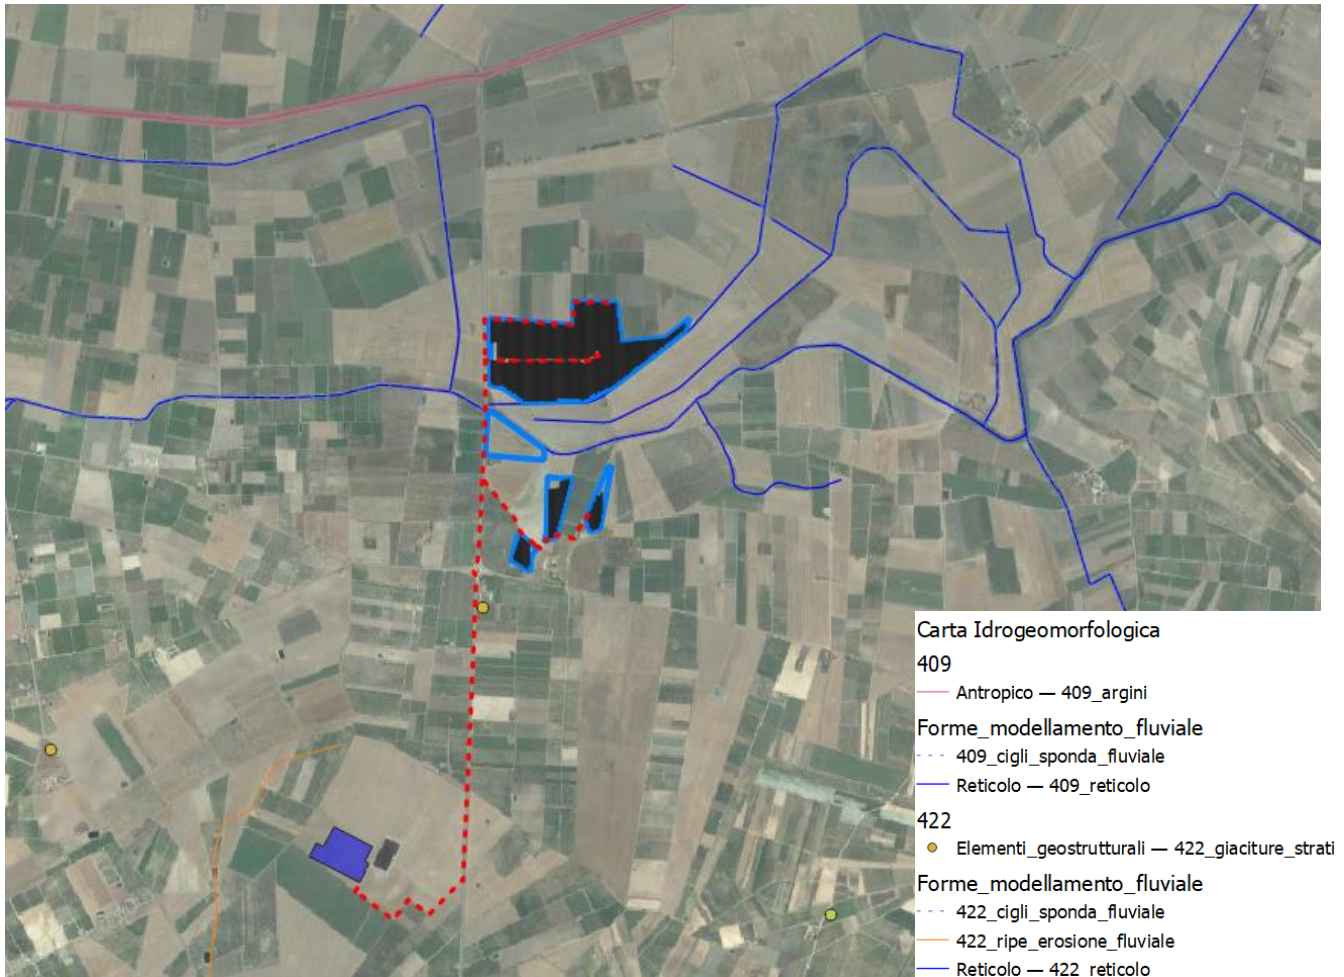 Carta Idrogeomorfologica
409
Antropico — 409_argini
Forme_modellamento_fluviale
409_cigli_sponda_fluviale
Reticolo — 409_reticolo
422
Elementi_geostrutturali — 422_giaciture_strati
Forme_modellamento_fluviale
422_cigli_sponda_fluviale
422_ripe_erosione_fluviale
Reticolo — 422_reticolo